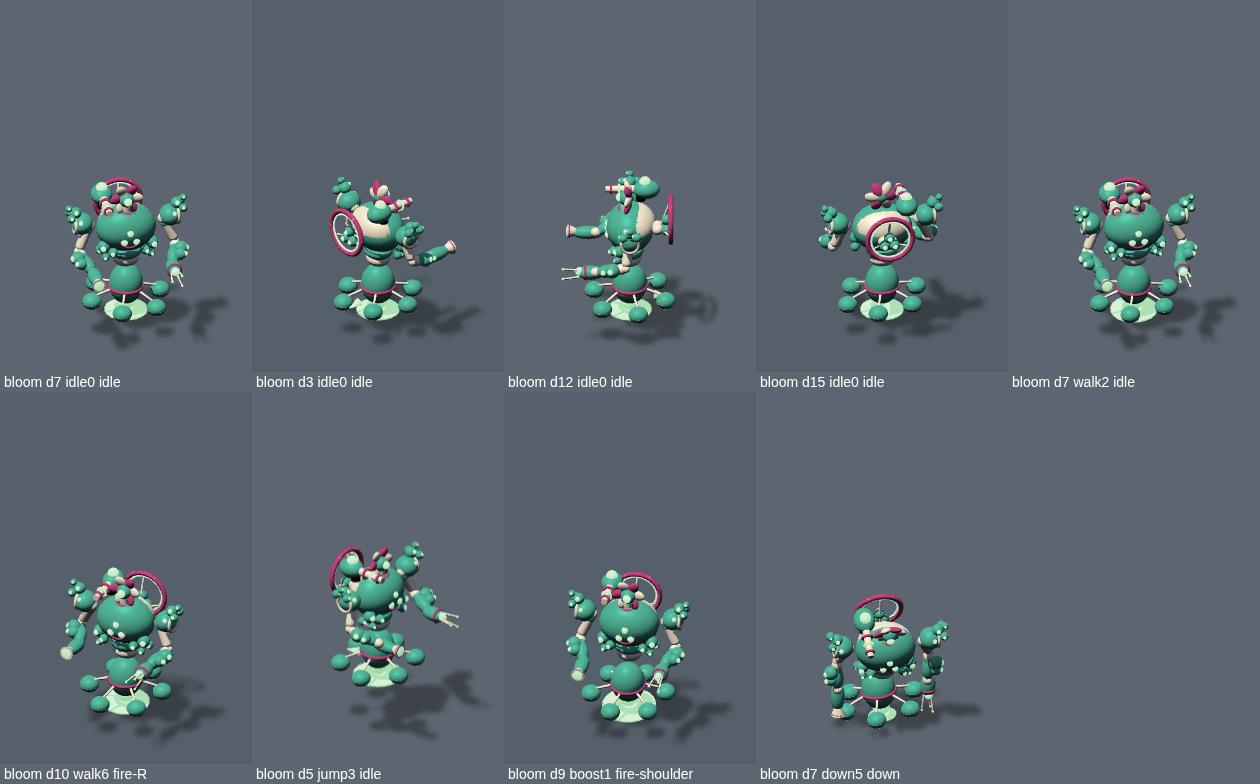 bloom d7 idle0 idle
bloom d3 idle0 idle
bloom d12 idle0 idle
bloom d15 idle0 idle
bloom d7 walk2 idle
bloom d10 walk6 fire-R
bloom d5 jump3 idle
bloom d9 boost1 fire-shoulder
bloom d7 down5 down